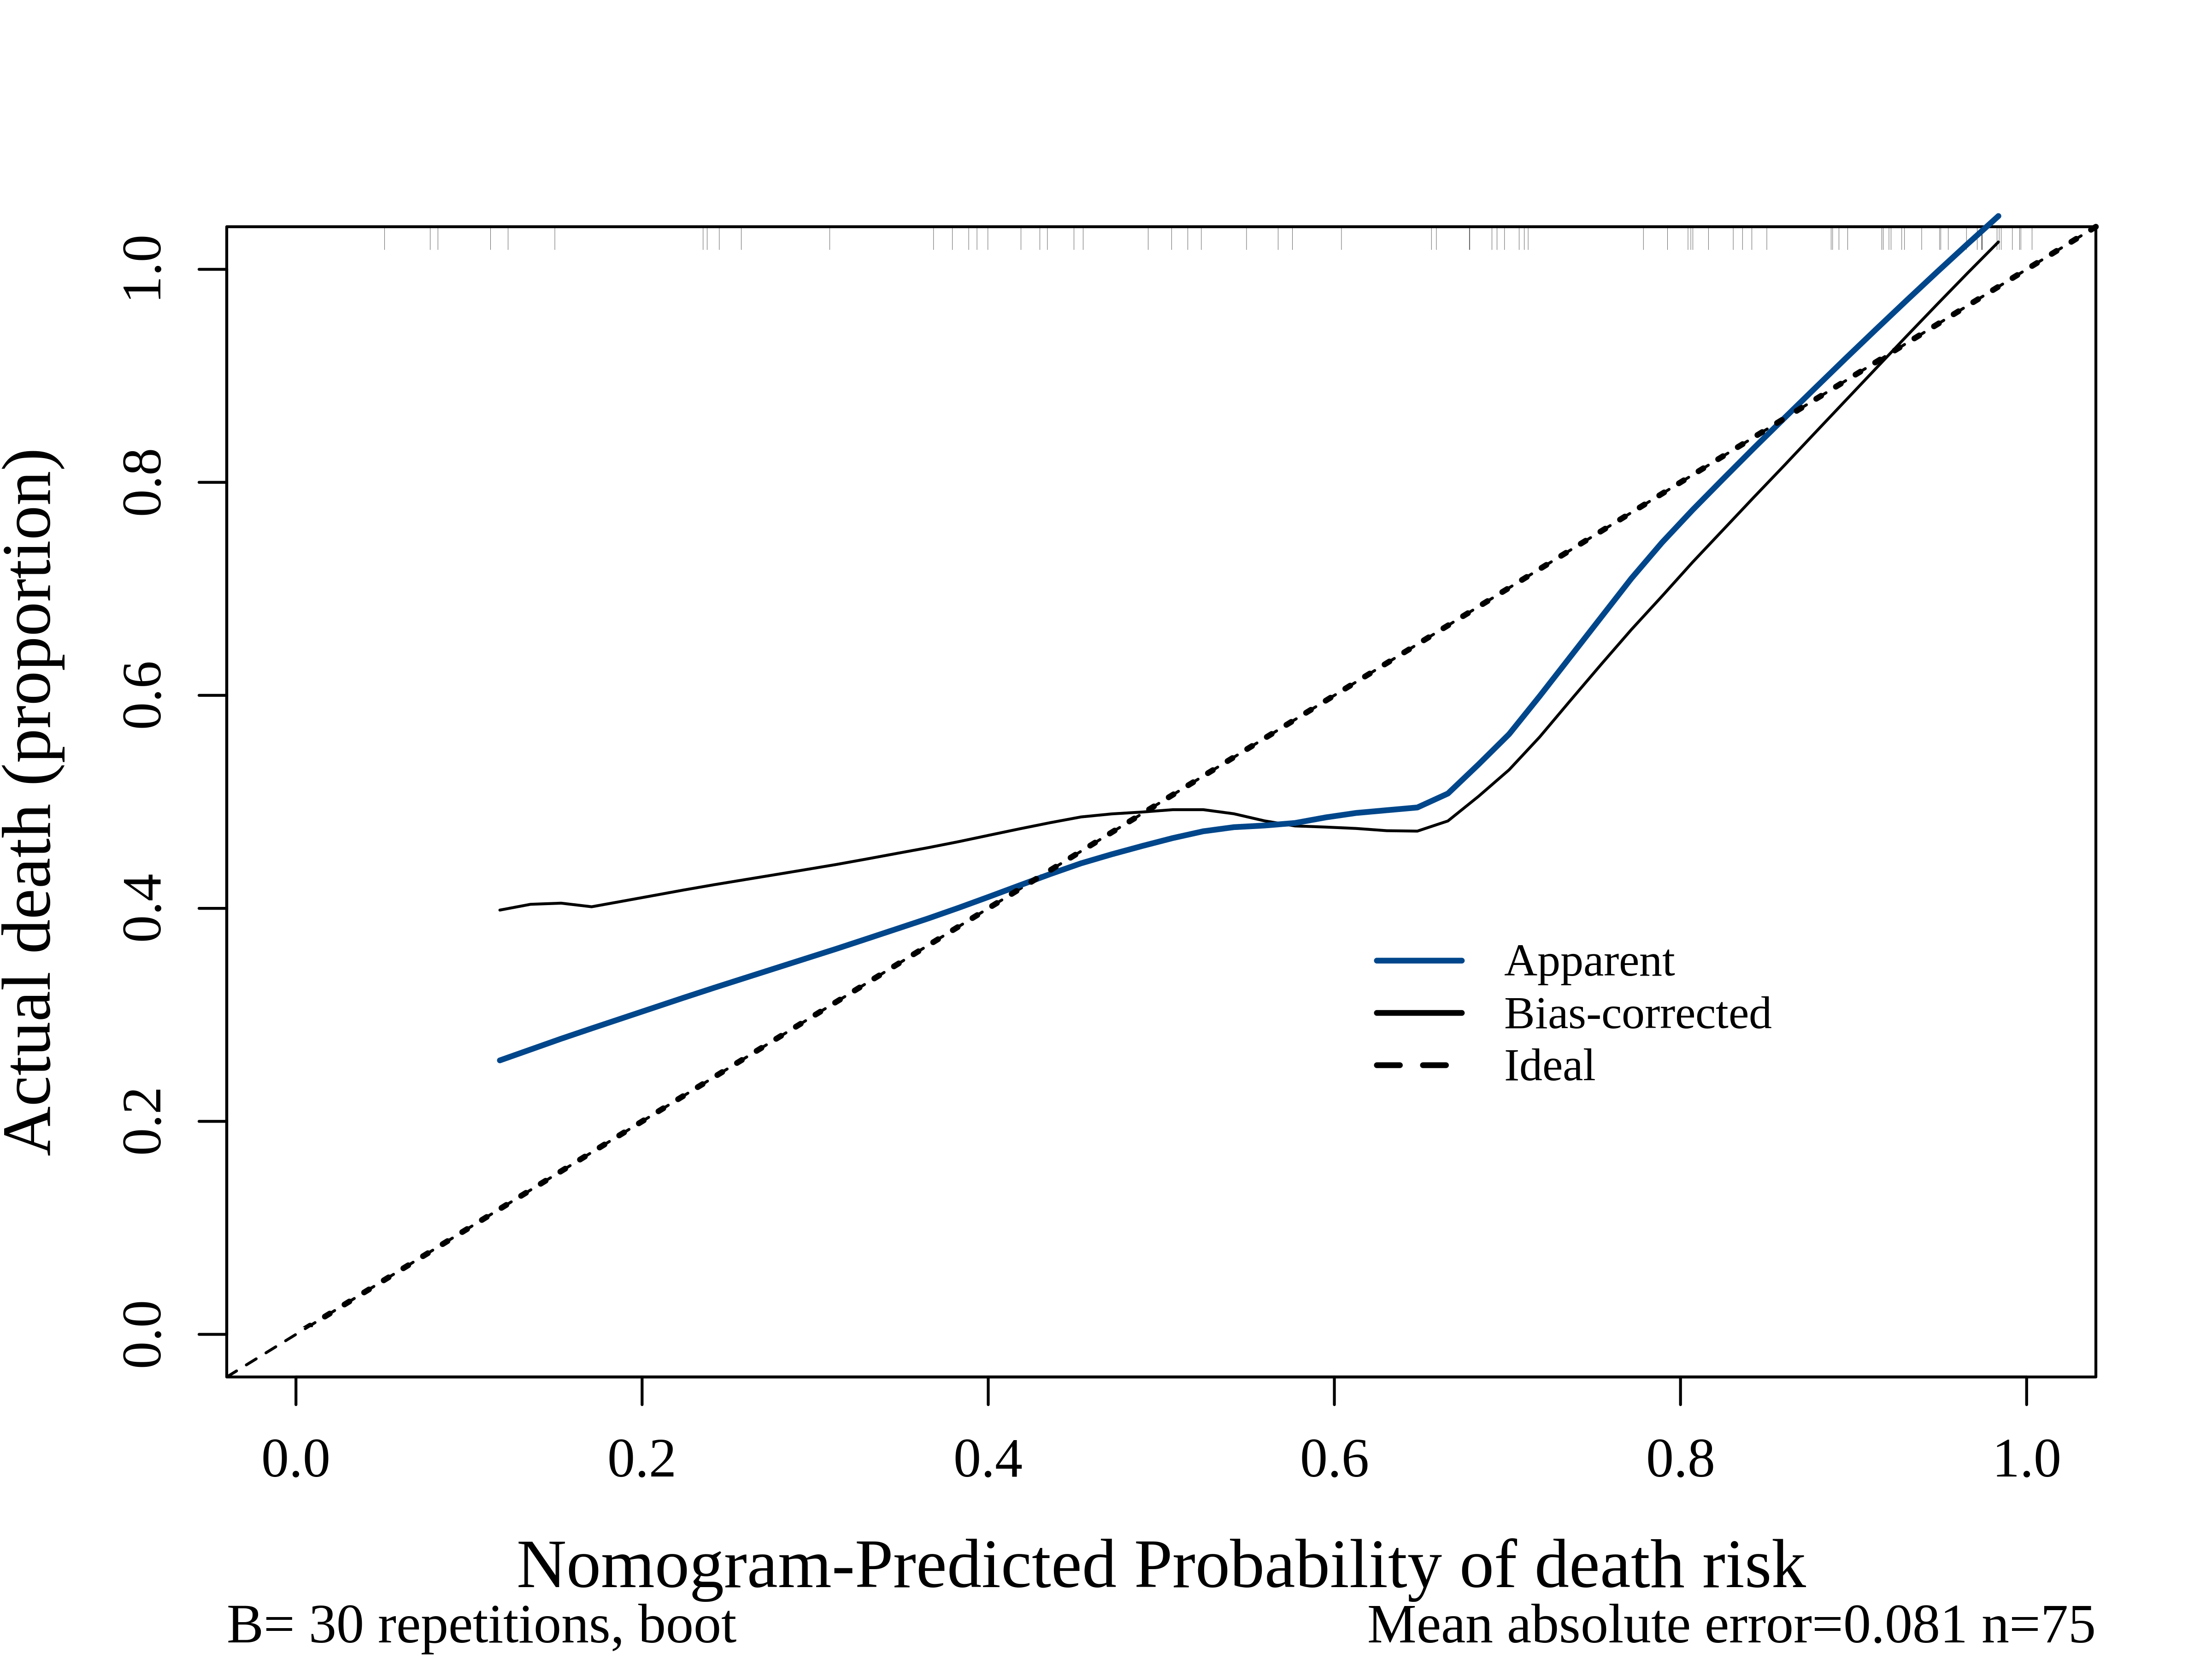 Actual death (proportion)
1.0
0.8
0.6
0.4
0.2
0.0
Apparent
Bias-corrected
Ideal
0.0 0.2 0.4 0.6 0.8 1.0
Nomogram-Predicted Probability of death risk
B= 30 repetitions, boot Mean absolute error=0.081 n=75